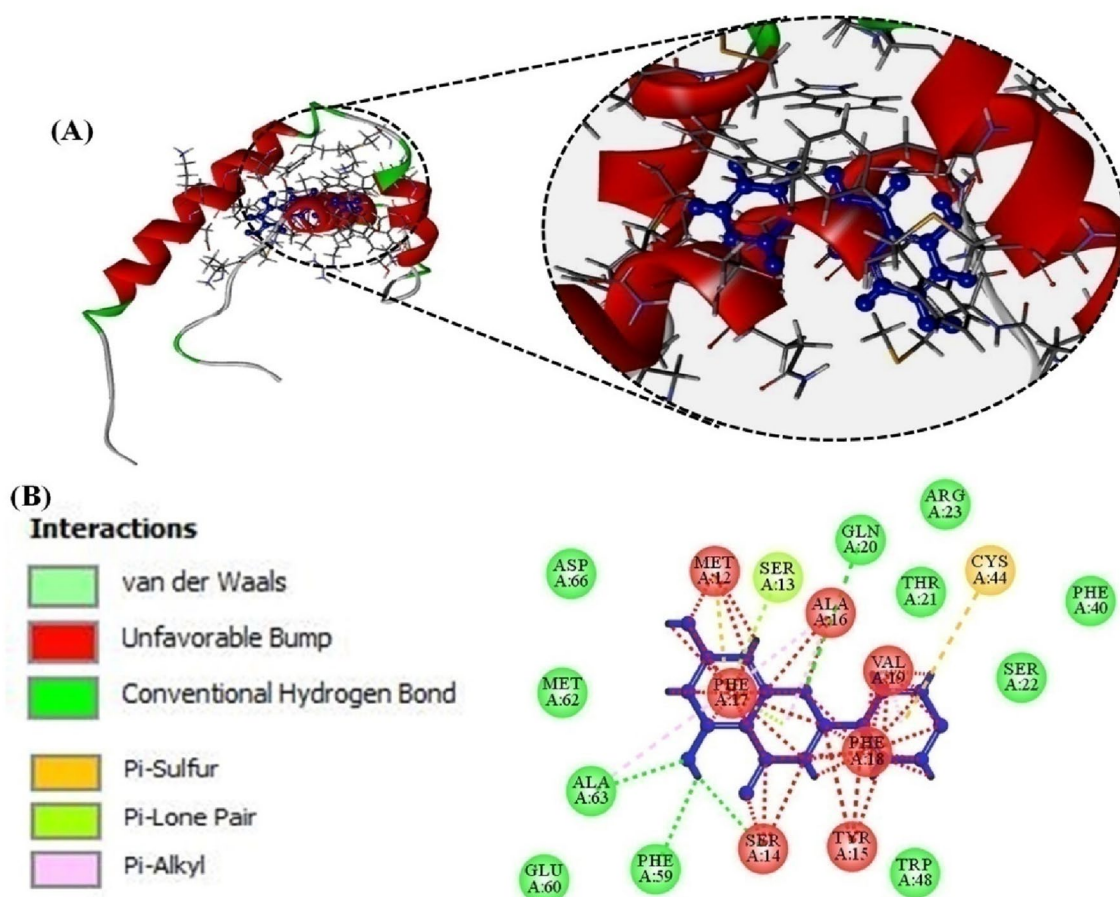 (A)
(B)
Interactions
van der Waals
Unfavorable Bump
Conventional Hydrogen Bond
Pi-Sulfur
Pi-Lone Pair
Pi-Alkyl
ARG
A:23
GLN
A:20
ASP
A:66
MET
A:12
SER
A:13
CYS
A:44
THR
A:21
PHE
A:40
ALA
A:16
MET
A:62
PHE
A:17
VAL
A:19
SER
A:22
PHE
A:18
ALA
A:63
SER
A:14
TYR
A:15
GLU
A:60
PHE
A:59
TRP
A:48